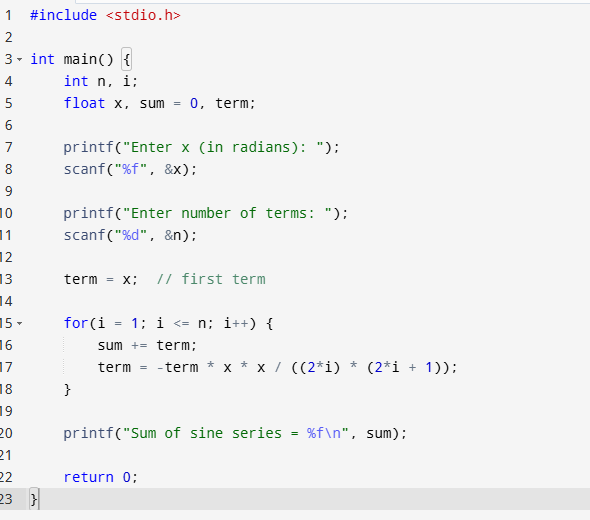 1 #include <stdio.h>
2
3 int main() {
4     int n, i;
5     float x, sum = 0, term;
6
7     printf("Enter x (in radians): ");
8     scanf("%f", &x);
9
10     printf("Enter number of terms: ");
11     scanf("%d", &n);
12
13     term = x;  // first term
14
15     for(i = 1; i <= n; i++) {
16         sum += term;
17         term = -term * x * x / ((2*i) * (2*i + 1));
18     }
19
20     printf("Sum of sine series = %f\n", sum);
21
22     return 0;
23 }